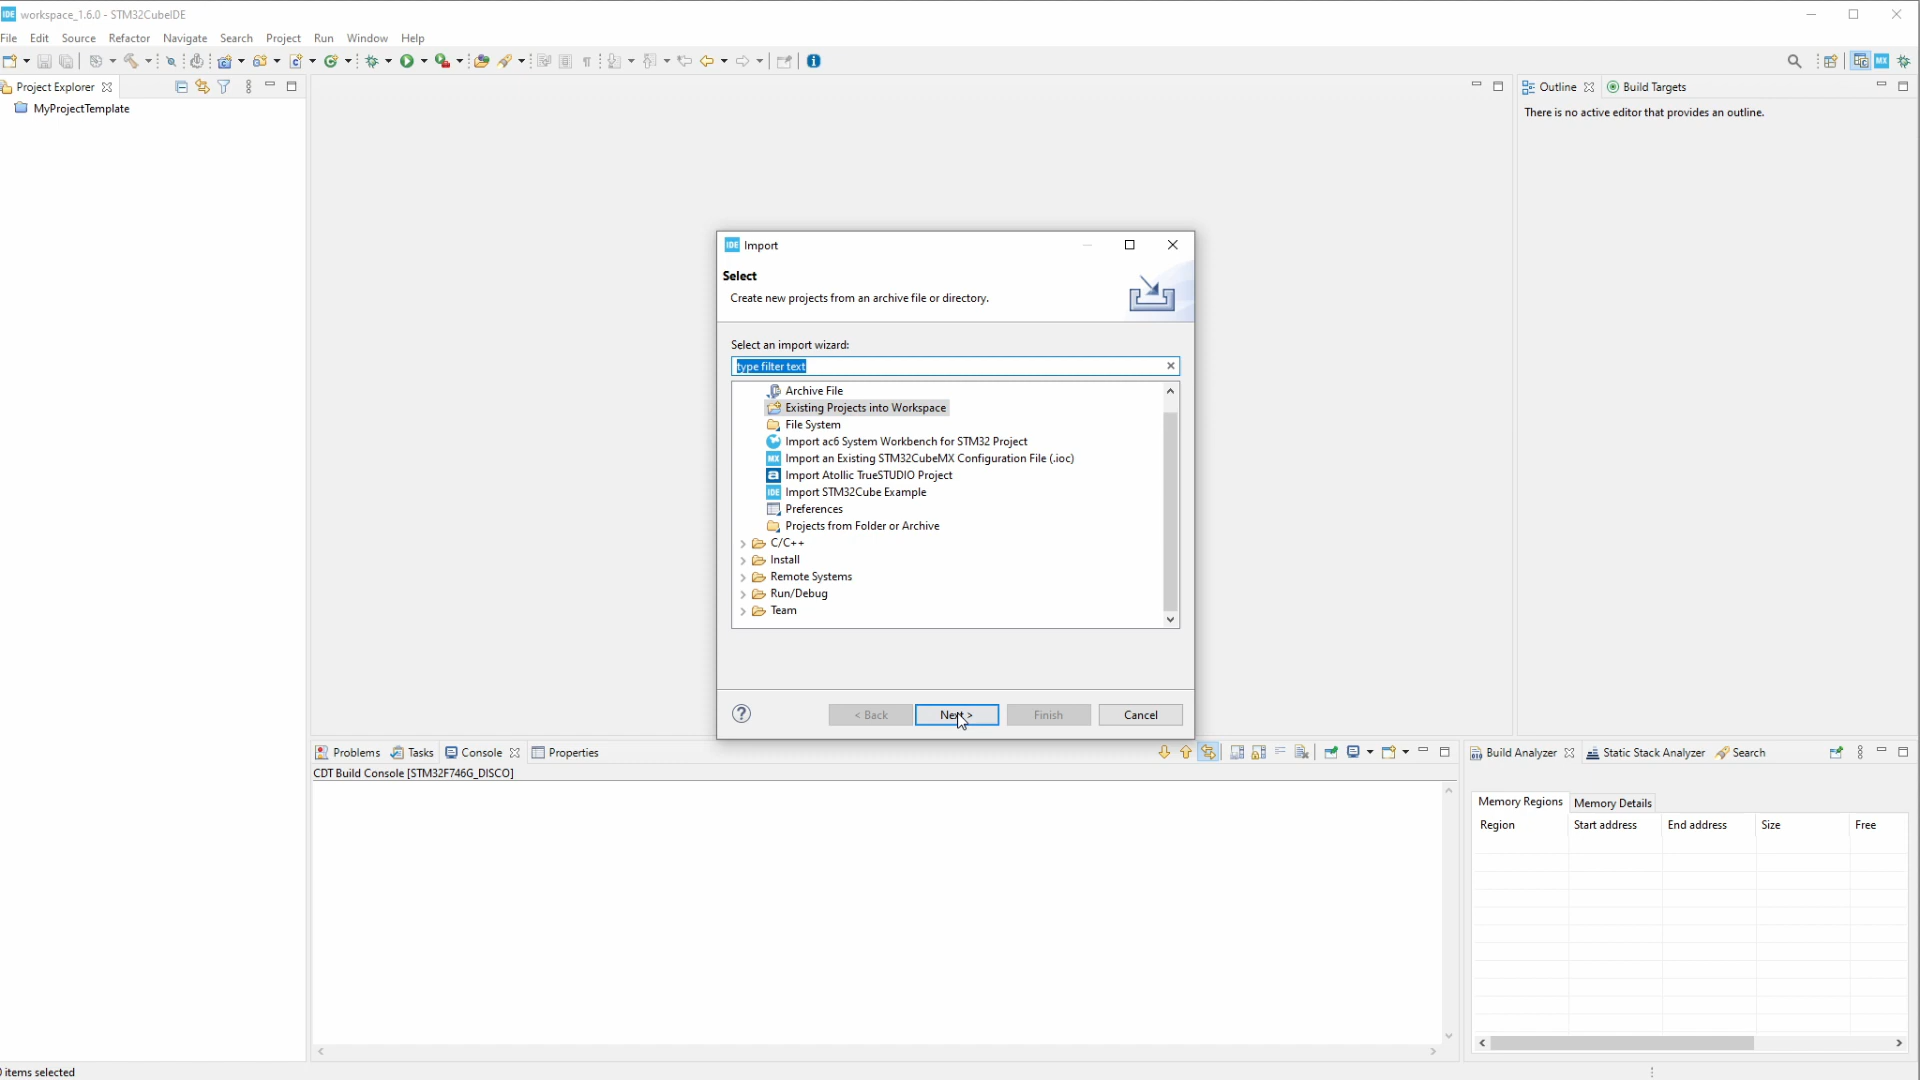 IDE workspace_1.6.0 - STM32CubeIDE
File Edit Source Refactor Navigate Search Project Run Window Help
Project Explorer
MyProjectTemplate
Outline Build Targets
There is no active editor that provides an outline.
IDE Import
Select
Create new projects from an archive file or directory.
Select an import wizard:
type filter text
Archive File
Existing Projects into Workspace
File System
Import ac6 System Workbench for STM32 Project
MX Import an Existing STM32CubeMX Configuration File (.ioc)
Import Atollic TrueSTUDIO Project
IDE Import STM32Cube Example
Preferences
Projects from Folder or Archive
C/C++
Install
Remote Systems
Run/Debug
Team
? < Back Next > Finish Cancel
Problems Tasks Console Properties
CDT Build Console [STM32F746G_DISCO]
Build Analyzer Static Stack Analyzer Search
Memory Regions Memory Details
Region Start address End address Size Free
items selected